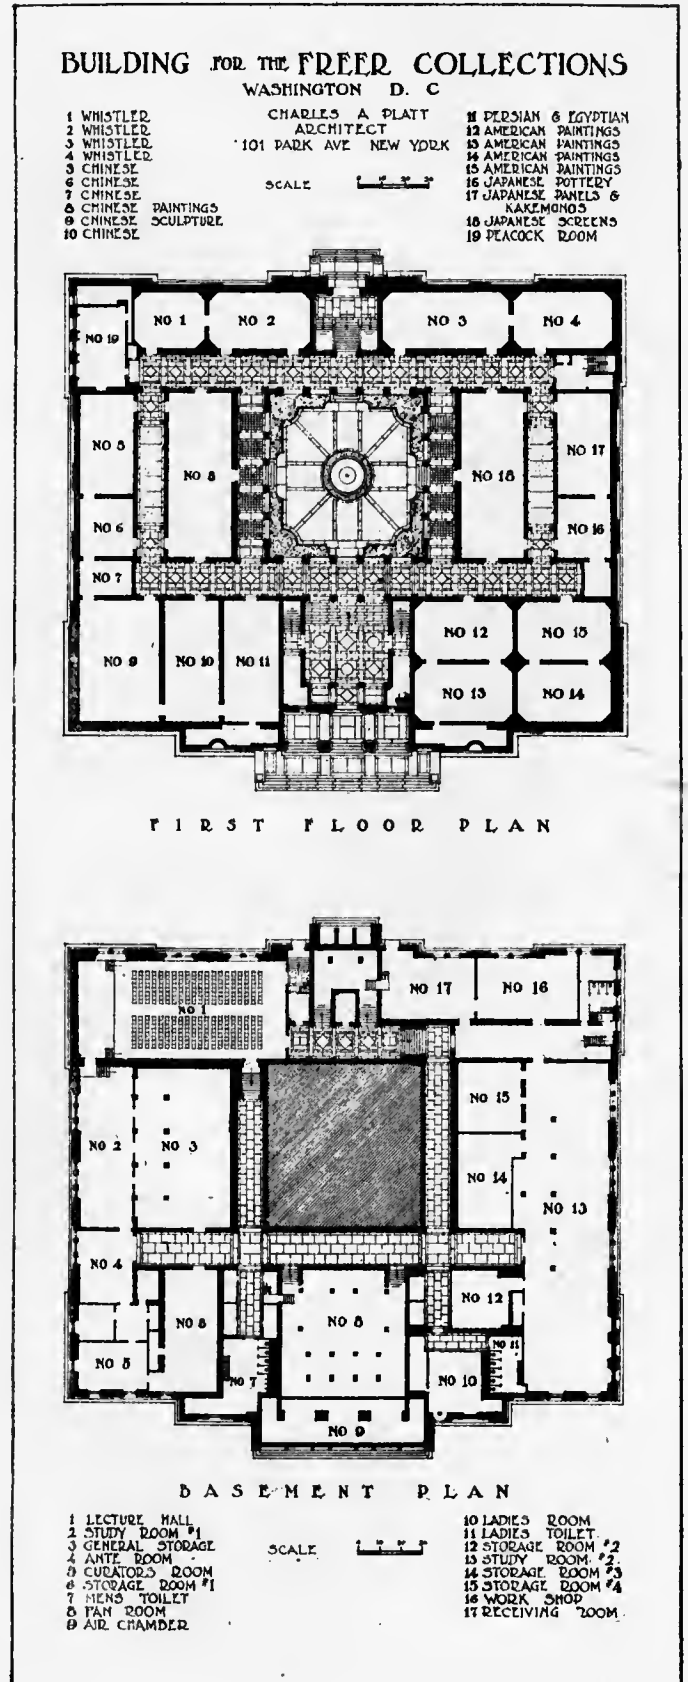 BUILDING FOR THE FREER COLLECTIONS
WASHINGTON D. C
CHARLES A PLATT
ARCHITECT
101 PARK AVE NEW YORK
SCALE
1 WHISTLER
2 WHISTLER
3 WHISTLER
4 WHISTLER
5 CHINESE
6 CHINESE
7 CHINESE
8 CHINESE PAINTINGS
9 CHINESE SCULPTURE
10 CHINESE
11 PERSIAN & EGYPTIAN
12 AMERICAN PAINTINGS
13 AMERICAN PAINTINGS
14 AMERICAN PAINTINGS
15 AMERICAN PAINTINGS
16 JAPANESE POTTERY
17 JAPANESE PANELS &
KAKEMONOS
18 JAPANESE SCREENS
19 PEACOCK ROOM
NO 19
NO 1
NO 2
NO 3
NO 4
NO 5
NO 8
NO 18
NO 17
NO 6
NO 16
NO 7
NO 9
NO 10
NO 11
NO 12
NO 15
NO 13
NO 14
FIRST FLOOR PLAN
NO 1
NO 17
NO 16
NO 2
NO 3
NO 15
NO 14
NO 13
NO 4
NO 6
NO 8
NO 12
NO 5
NO 7
NO 10
NO 11
NO 9
BASEMENT PLAN
1 LECTURE HALL
2 STUDY ROOM #1
3 GENERAL STORAGE
4 ANTE ROOM
5 CURATORS ROOM
6 STORAGE ROOM #1
7 MENS TOILET
8 FAN ROOM
9 AIR CHAMBER
SCALE
10 LADIES ROOM
11 LADIES TOILET
12 STORAGE ROOM #2
13 STUDY ROOM #2
14 STORAGE ROOM #3
15 STORAGE ROOM #4
16 WORK SHOP
17 RECEIVING ROOM